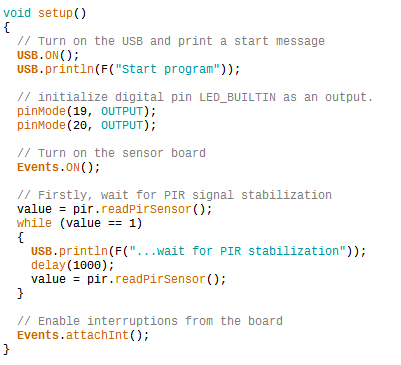 void setup()
{
  // Turn on the USB and print a start message
  USB.ON();
  USB.println(F("Start program"));

  // initialize digital pin LED_BUILTIN as an output.
  pinMode(19, OUTPUT);
  pinMode(20, OUTPUT);

  // Turn on the sensor board
  Events.ON();

  // Firstly, wait for PIR signal stabilization
  value = pir.readPirSensor();
  while (value == 1)
  {
    USB.println(F("...wait for PIR stabilization"));
    delay(1000);
    value = pir.readPirSensor();
  }

  // Enable interruptions from the board
  Events.attachInt();
}